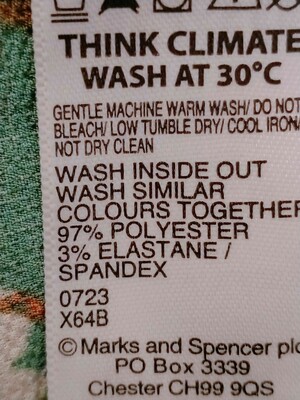 THINK CLIMATE
WASH AT 30°C
GENTLE MACHINE WARM WASH/ DO NOT
BLEACH/ LOW TUMBLE DRY/ COOL IRON/
NOT DRY CLEAN
WASH INSIDE OUT
WASH SIMILAR
COLOURS TOGETHER
97% POLYESTER
3% ELASTANE /
SPANDEX
0723
X64B
© Marks and Spencer plc
PO Box 3339
Chester CH99 9QS